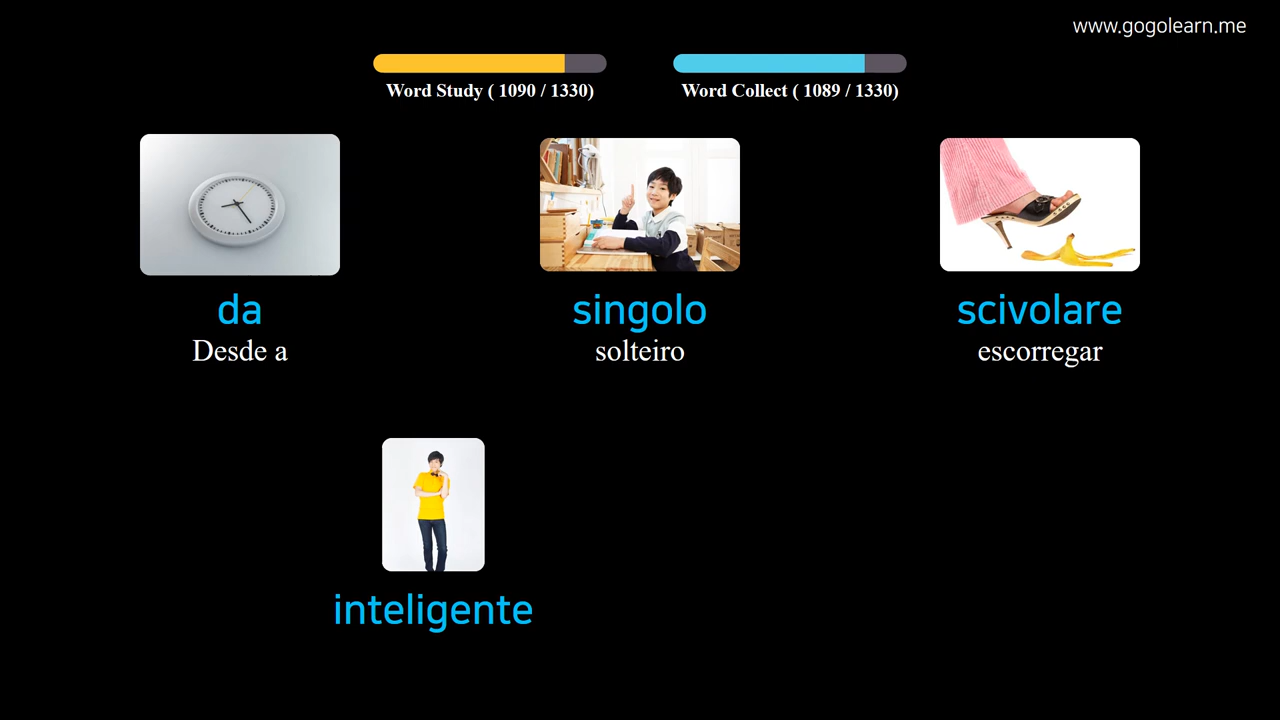 www.gogolearn.me
Word Study ( 1090 / 1330)
Word Collect ( 1089 / 1330)
da
Desde a
singolo
solteiro
scivolare
escorregar
inteligente